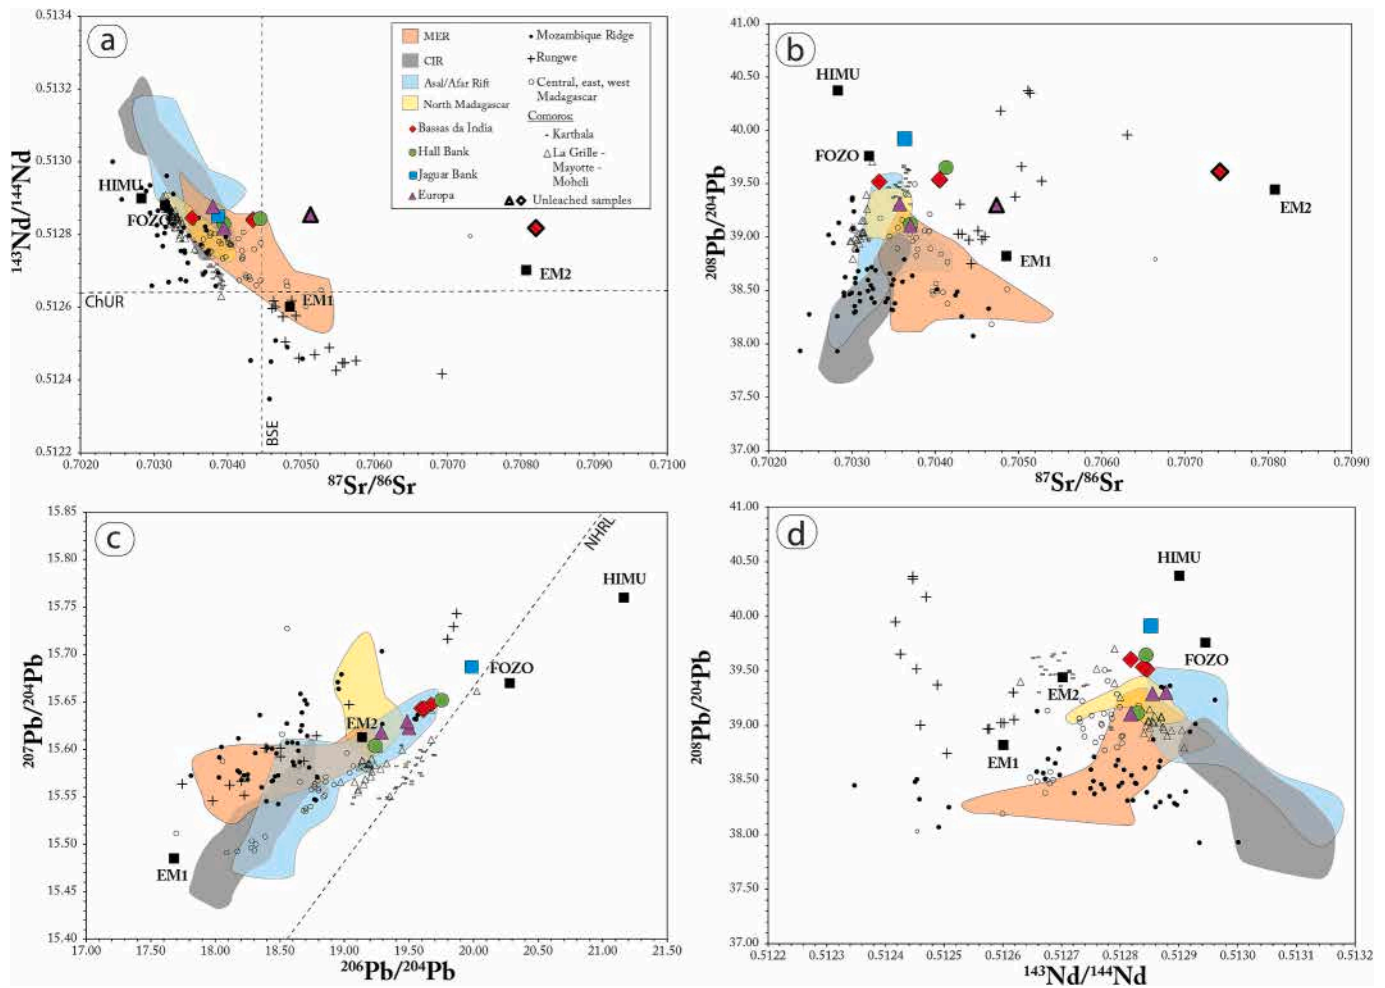 a
0.5134
0.5132
0.5130
0.5128
0.5126
0.5124
0.5122
143Nd/144Nd
HIMU
FOZO
ChUR
EM1
EM2
BSE
0.7020
0.7030
0.7040
0.7050
0.7060
0.7070
0.7080
0.7090
0.7100
87Sr/86Sr
MER
CIR
Asal/Afar Rift
North Madagascar
Bassas da India
Hall Bank
Jaguar Bank
Europa
Mozambique Ridge
Rungwe
Central, east, west
Madagascar
Comoros:
Karthala
La Grille -
Mayotte -
Moheli
Unleached samples
b
41.00
40.50
40.00
39.50
39.00
38.50
38.00
37.50
37.00
208Pb/204Pb
HIMU
FOZO
EM2
EM1
0.7020
0.7030
0.7040
0.7050
0.7060
0.7070
0.7080
0.7090
87Sr/86Sr
c
15.85
15.80
15.75
15.70
15.65
15.60
15.55
15.50
15.45
15.40
207Pb/204Pb
NHRL
HIMU
FOZO
EM2
EM1
17.00
17.50
18.00
18.50
19.00
19.50
20.00
20.50
21.00
21.50
206Pb/204Pb
d
41.00
40.50
40.00
39.50
39.00
38.50
38.00
37.50
37.00
208Pb/204Pb
HIMU
FOZO
EM2
EM1
0.5122
0.5123
0.5124
0.5125
0.5126
0.5127
0.5128
0.5129
0.5130
0.5131
0.5132
143Nd/144Nd